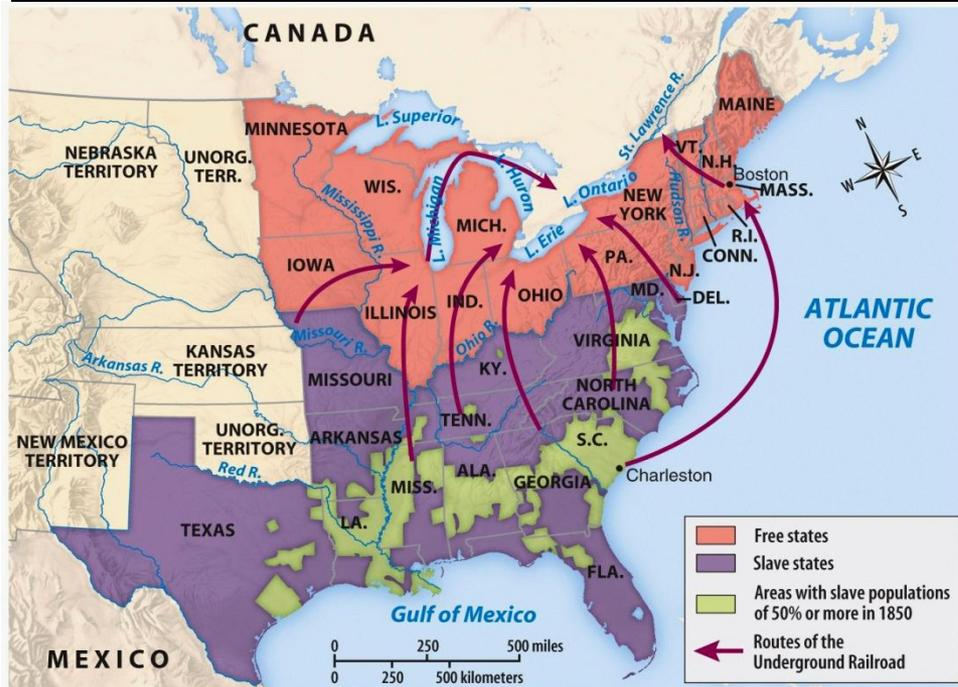 CANADA
MINNESOTA
L. Superior
St. Lawrence R.
MAINE
NEBRASKA
TERRITORY
UNORG.
TERR.
WIS.
Mississippi R.
L. Michigan
L. Huron
MICH.
L. Ontario
L. Erie
NEW
YORK
Hudson R.
VT.
N.H.
Boston
MASS.
R.I.
CONN.
N
E
S
W
IOWA
ILLINOIS
IND.
OHIO
PA.
N.J.
MD.
DEL.
Ohio R.
Missouri R.
ATLANTIC
OCEAN
KANSAS
TERRITORY
Arkansas R.
MISSOURI
KY.
VIRGINIA
NORTH
CAROLINA
TENN.
NEW MEXICO
TERRITORY
UNORG.
TERRITORY
Red R.
ARKANSAS
MISS.
ALA.
GEORGIA
S.C.
Charleston
TEXAS
LA.
FLA.
Gulf of Mexico
MEXICO
0 250 500 miles
0 250 500 kilometers
Free states
Slave states
Areas with slave populations
of 50% or more in 1850
Routes of the
Underground Railroad